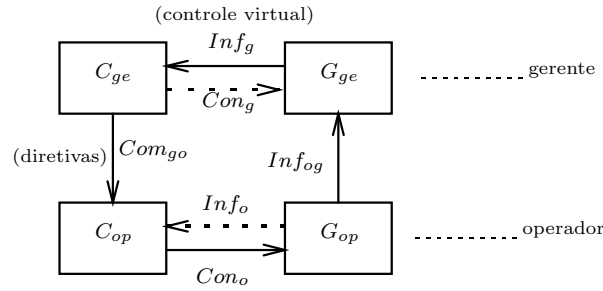 (controle virtual)
Inf_g
C_ge
G_ge
gerente
Con_g
(diretivas)
Com_go
Inf_og
Inf_o
C_op
G_op
operador
Con_o